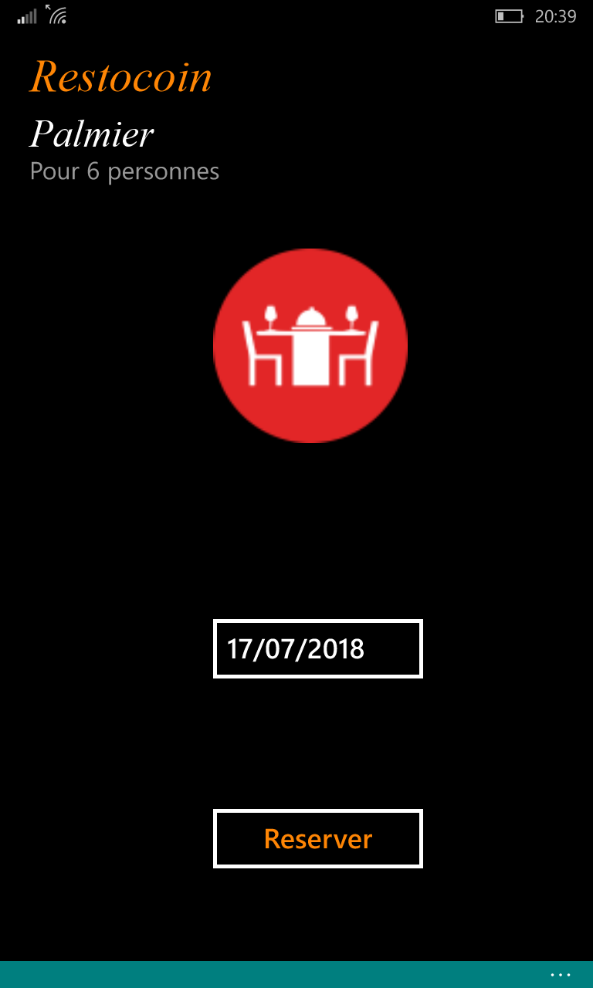 20:39
Restocoin
Palmier
Pour 6 personnes
17/07/2018
Reserver